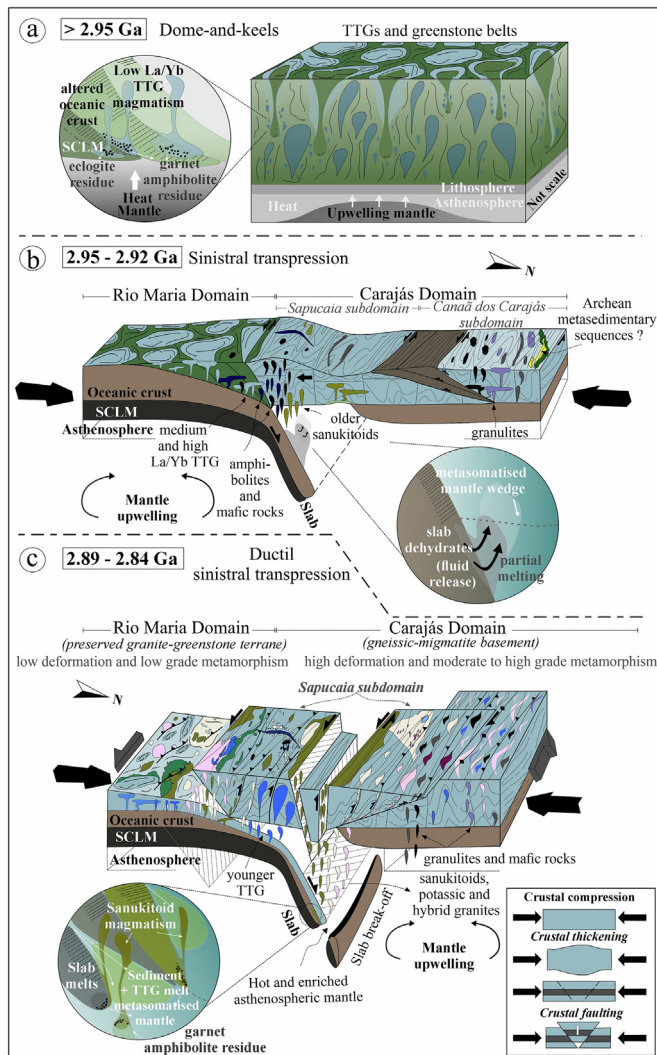 a
> 2.95 Ga
Dome-and-keels
TTGs and greenstone belts
Low La/Yb
TTG
magmatism
altered
oceanic
crust
SCLM
eclogite
residue
garnet
amphibolite
residue
Heat
Mantle
Lithosphere
Asthenosphere
Heat
Upwelling mantle
Not scale
b
2.95 - 2.92 Ga
Sinistral transpression
N
Rio Maria Domain
Carajás Domain
Sapucaia subdomain
Canaã dos Carajás
subdomain
Archean
metasedimentary
sequences ?
Oceanic crust
SCLM
Asthenosphere
medium
and high
La/Yb TTG
amphi-
bolites and
mafic rocks
older
sanukitoids
granulites
Mantle
upwelling
Slab
metasomatised
mantle wedge
slab
dehydrates
(fluid
release)
partial
melting
c
2.89 - 2.84 Ga
Ductil
sinistral transpression
Rio Maria Domain
Carajás Domain
(preserved granite-greenstone terrane)
(gneissic-migmatite basement)
low deformation and low grade metamorphism
high deformation and moderate to high grade metamorphism
N
Sapucaia subdomain
Oceanic crust
SCLM
Asthenosphere
younger
TTG
granulites and mafic rocks
sanukitoids,
potassic and
hybrid granites
Slab
Slab break-off
Mantle
upwelling
Hot and enriched
asthenospheric mantle
Sanukitoid
magmatism
Slab
melts
Sediment
+ TTG melt
metasomatised
mantle
garnet
amphibolite residue
Crustal compression
Crustal thickening
Crustal faulting